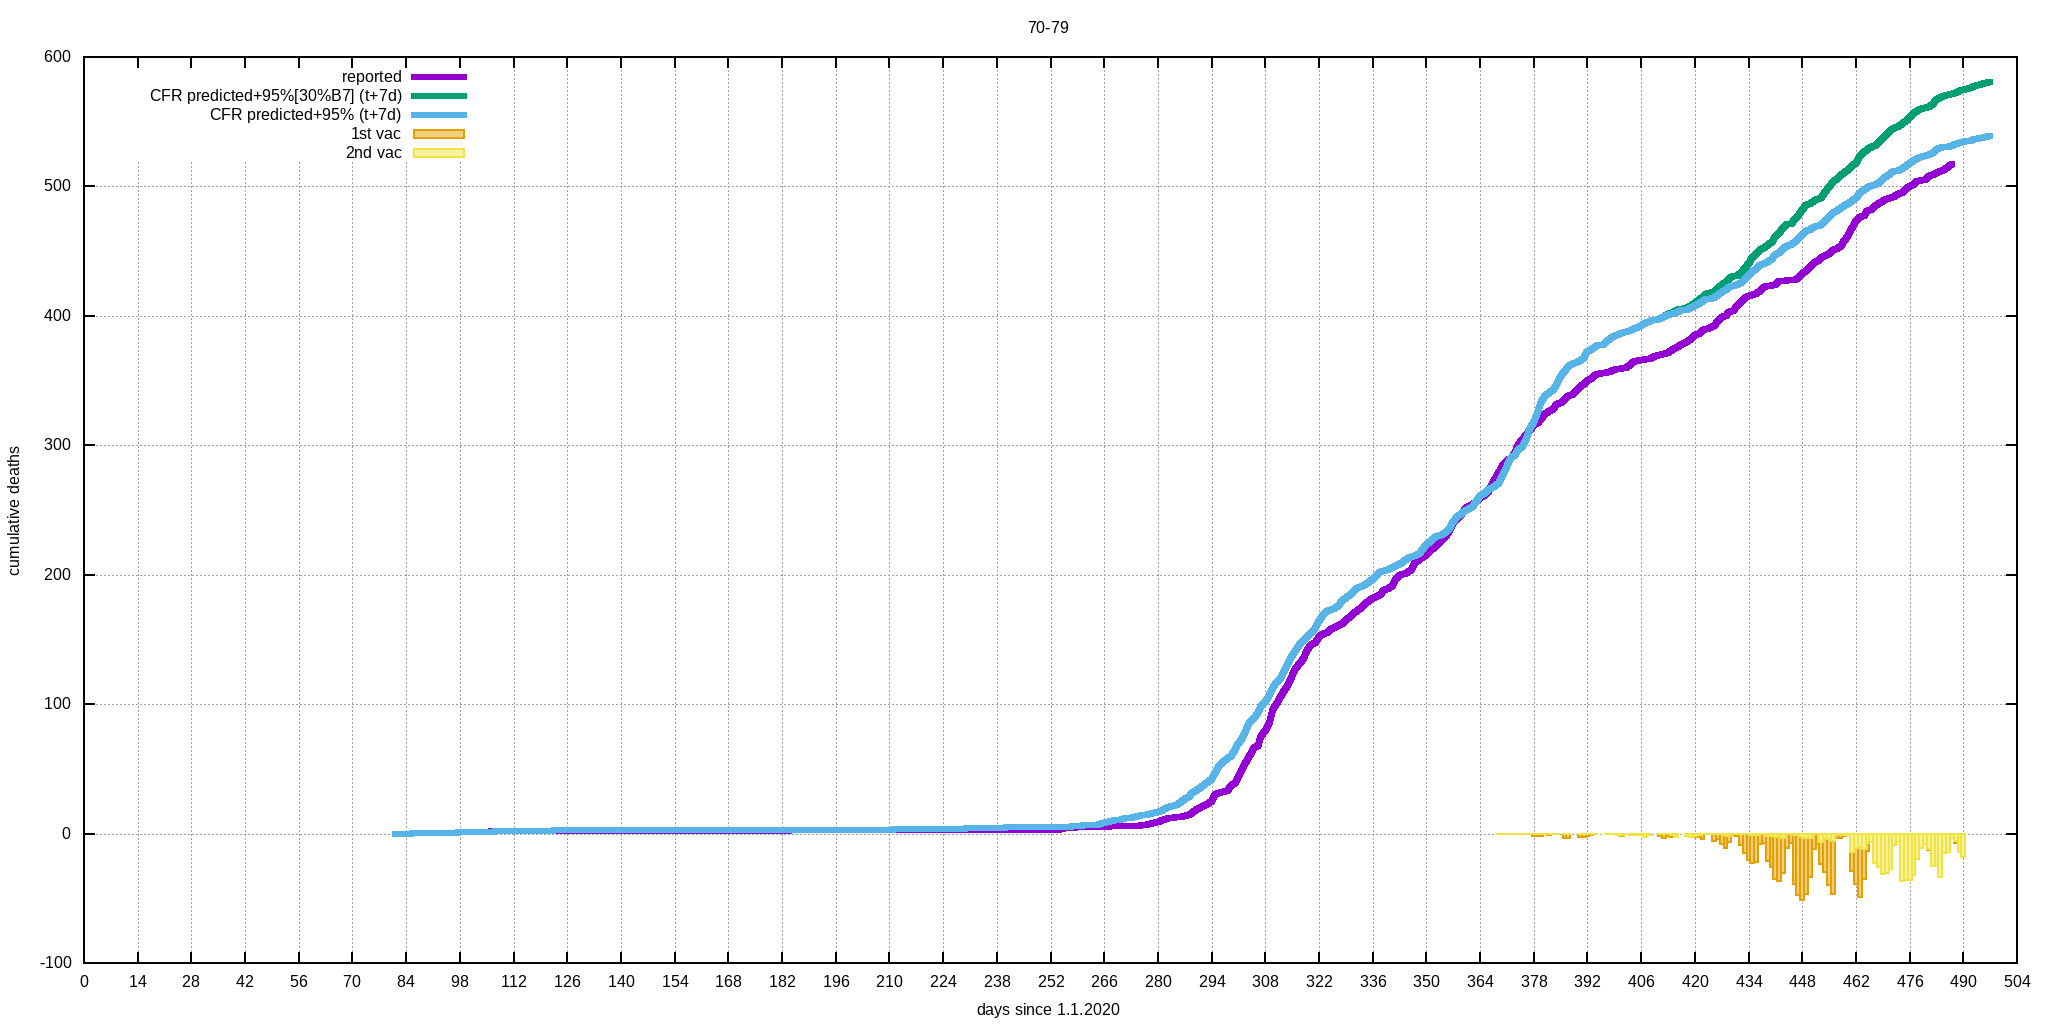 70-79
600
500
400
300
200
100
0
-100
cumulative deaths
reported
CFR predicted+95%[30%B7] (t+7d)
CFR predicted+95% (t+7d)
1st vac
2nd vac
0 14 28 42 56 70 84 98 112 126 140 154 168 182 196 210 224 238 252 266 280 294 308 322 336 350 364 378 392 406 420 434 448 462 476 490 504
days since 1.1.2020